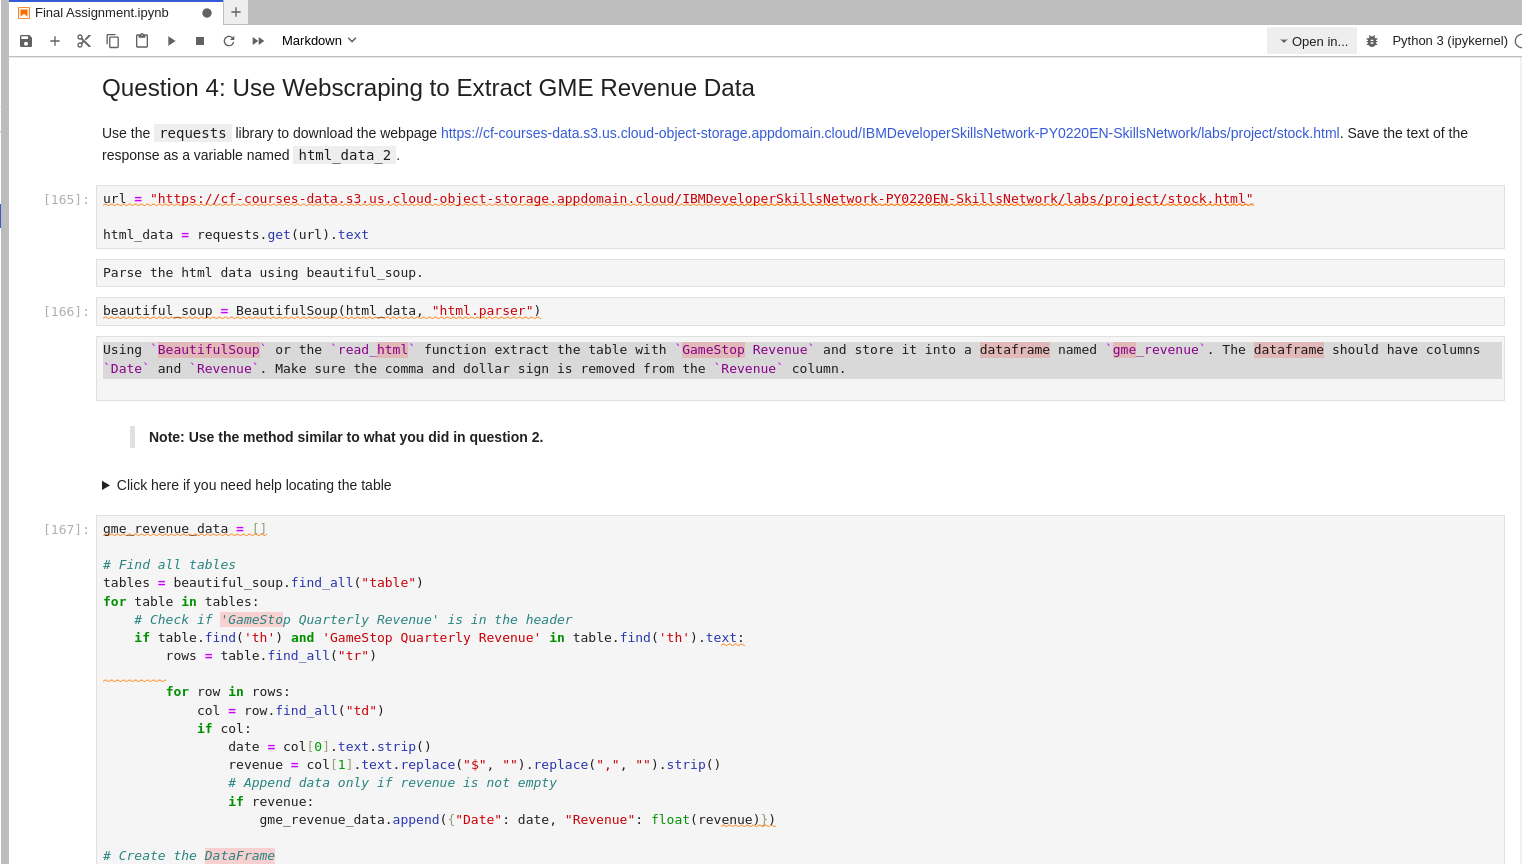 Final Assignment.ipynb
Markdown
Open in...
Python 3 (ipykernel)
Question 4: Use Webscraping to Extract GME Revenue Data
Use the requests library to download the webpage https://cf-courses-data.s3.us.cloud-object-storage.appdomain.cloud/IBMDeveloperSkillsNetwork-PY0220EN-SkillsNetwork/labs/project/stock.html. Save the text of the
response as a variable named html_data_2.
[165]: url = "https://cf-courses-data.s3.us.cloud-object-storage.appdomain.cloud/IBMDeveloperSkillsNetwork-PY0220EN-SkillsNetwork/labs/project/stock.html"
html_data = requests.get(url).text
Parse the html data using beautiful_soup.
[166]: beautiful_soup = BeautifulSoup(html_data, "html.parser")
Using `BeautifulSoup` or the `read_html` function extract the table with `GameStop Revenue` and store it into a dataframe named `gme_revenue`. The dataframe should have columns
`Date` and `Revenue`. Make sure the comma and dollar sign is removed from the `Revenue` column.
Note: Use the method similar to what you did in question 2.
Click here if you need help locating the table
[167]: gme_revenue_data = []
# Find all tables
tables = beautiful_soup.find_all("table")
for table in tables:
    # Check if 'GameStop Quarterly Revenue' is in the header
    if table.find('th') and 'GameStop Quarterly Revenue' in table.find('th').text:
        rows = table.find_all("tr")
        for row in rows:
            col = row.find_all("td")
            if col:
                date = col[0].text.strip()
                revenue = col[1].text.replace("$", "").replace(",", "").strip()
                # Append data only if revenue is not empty
                if revenue:
                    gme_revenue_data.append({"Date": date, "Revenue": float(revenue)})
# Create the DataFrame